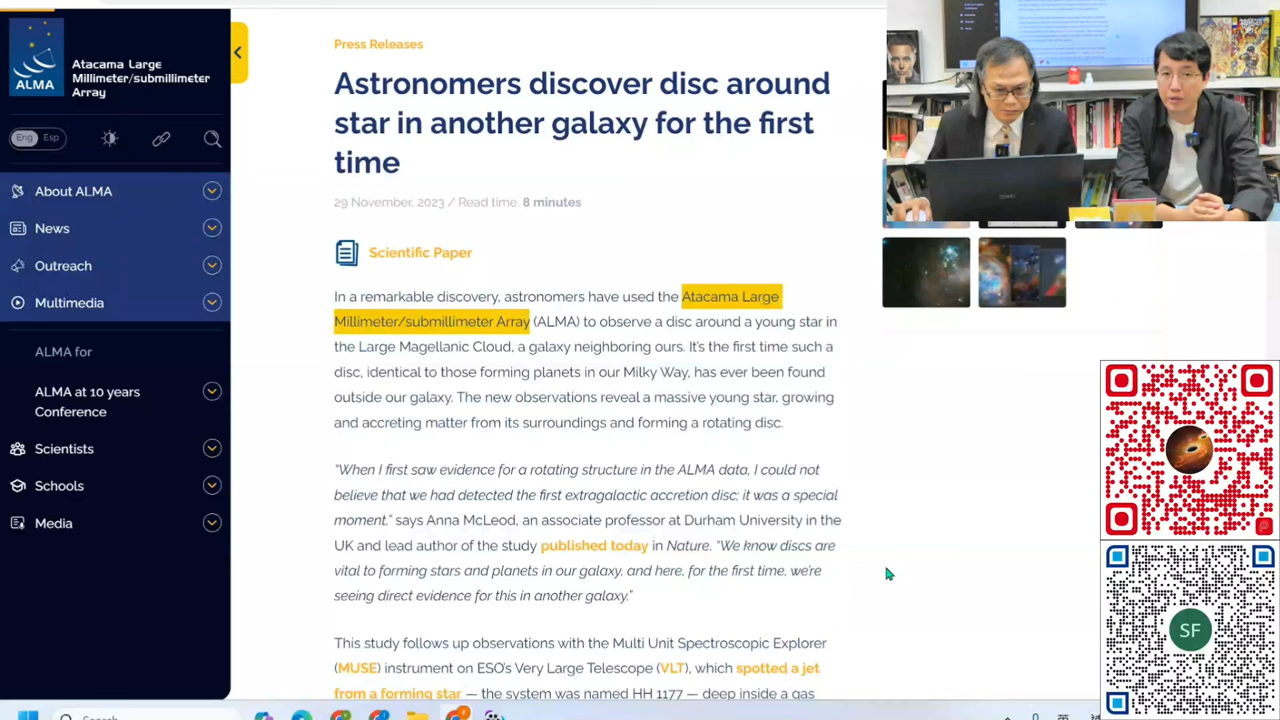 ALMA
Atacama Large
Millimeter/submillimeter
Array
Eng Esp
About ALMA
News
Outreach
Multimedia
ALMA for
ALMA at 10 years
Conference
Scientists
Schools
Media
Press Releases
Astronomers discover disc around
star in another galaxy for the first
time
29 November, 2023 / Read time: 8 minutes
Scientific Paper
In a remarkable discovery, astronomers have used the Atacama Large
Millimeter/submillimeter Array (ALMA) to observe a disc around a young star in
the Large Magellanic Cloud, a galaxy neighboring ours. It's the first time such a
disc, identical to those forming planets in our Milky Way, has ever been found
outside our galaxy. The new observations reveal a massive young star, growing
and accreting matter from its surroundings and forming a rotating disc.
"When I first saw evidence for a rotating structure in the ALMA data, I could not
believe that we had detected the first extragalactic accretion disc; it was a special
moment," says Anna McLeod, an associate professor at Durham University in the
UK and lead author of the study published today in Nature. "We know discs are
vital to forming stars and planets in our galaxy, and here, for the first time, we're
seeing direct evidence for this in another galaxy."
This study follows up observations with the Multi Unit Spectroscopic Explorer
(MUSE) instrument on ESO's Very Large Telescope (VLT), which spotted a jet
from a forming star — the system was named HH 1177 — deep inside a gas
SF
Search
英